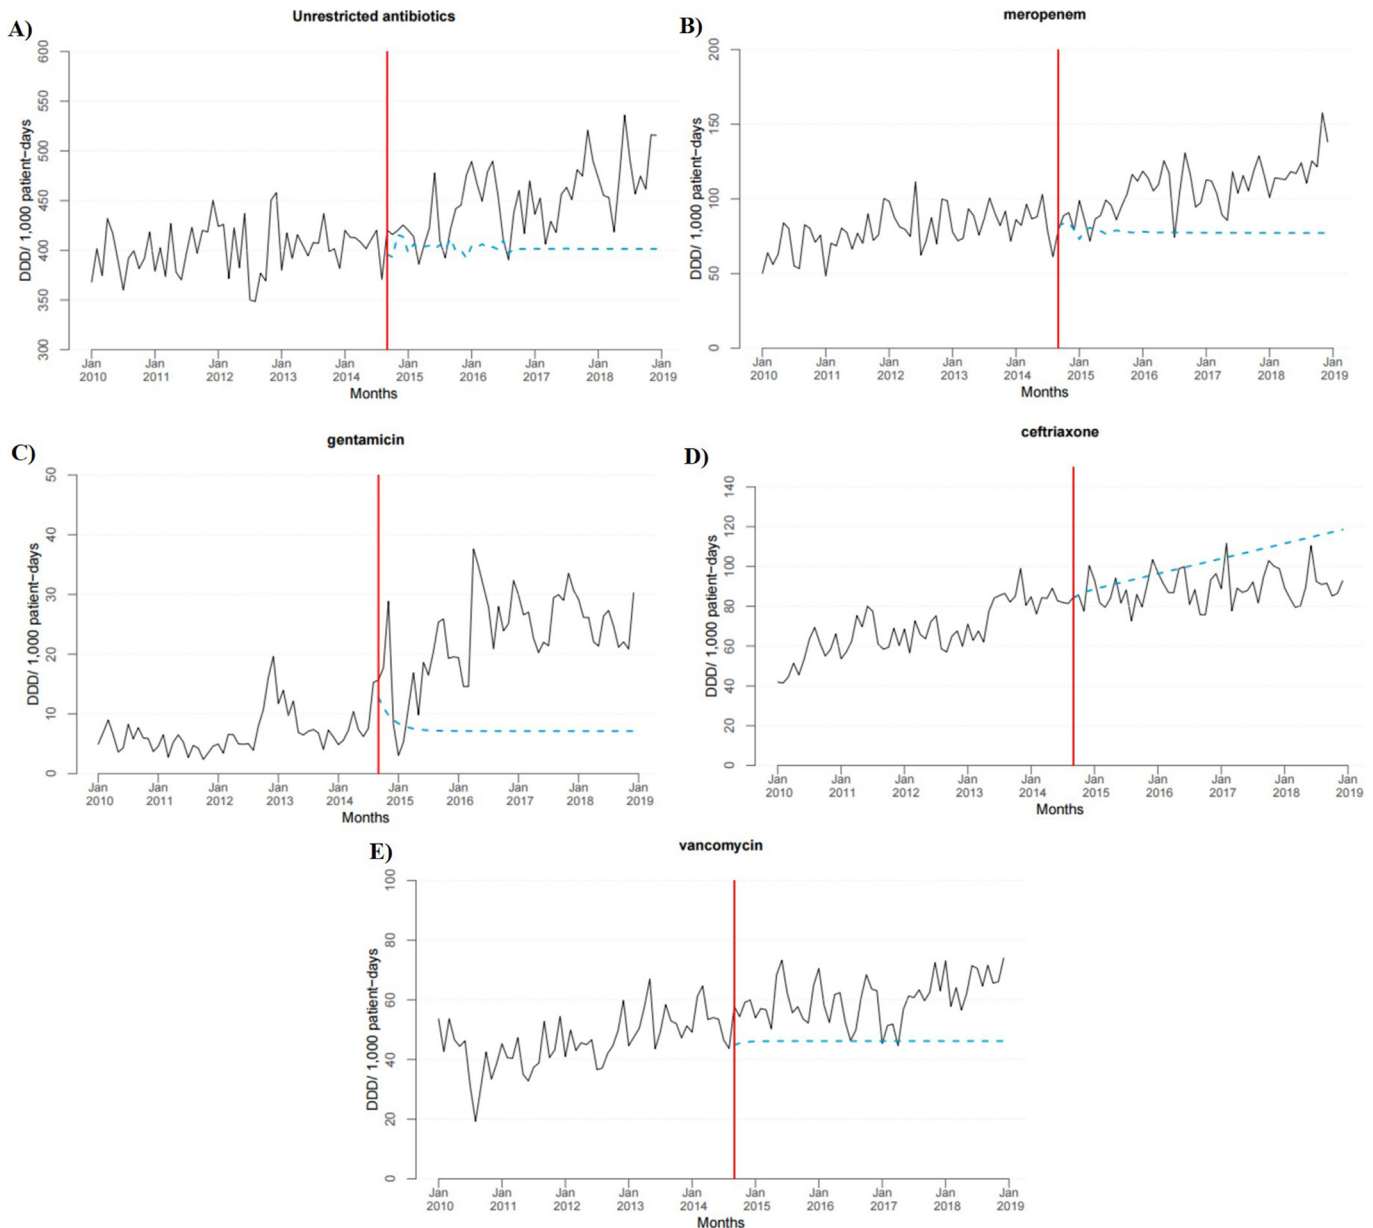 A)
Unrestricted antibiotics
DDD/ 1,000 patient-days
600
550
500
450
400
350
300
Jan Jan Jan Jan Jan Jan Jan Jan Jan Jan
2010 2011 2012 2013 2014 2015 2016 2017 2018 2019
Months
B)
meropenem
DDD/ 1,000 patient-days
200
150
100
50
0
Jan Jan Jan Jan Jan Jan Jan Jan Jan Jan
2010 2011 2012 2013 2014 2015 2016 2017 2018 2019
Months
C)
gentamicin
DDD/ 1,000 patient-days
50
40
30
20
10
0
Jan Jan Jan Jan Jan Jan Jan Jan Jan Jan
2010 2011 2012 2013 2014 2015 2016 2017 2018 2019
Months
D)
ceftriaxone
DDD/ 1,000 patient-days
140
120
100
80
60
40
20
0
Jan Jan Jan Jan Jan Jan Jan Jan Jan Jan
2010 2011 2012 2013 2014 2015 2016 2017 2018 2019
Months
E)
vancomycin
DDD/ 1,000 patient-days
100
80
60
40
20
0
Jan Jan Jan Jan Jan Jan Jan Jan Jan Jan
2010 2011 2012 2013 2014 2015 2016 2017 2018 2019
Months